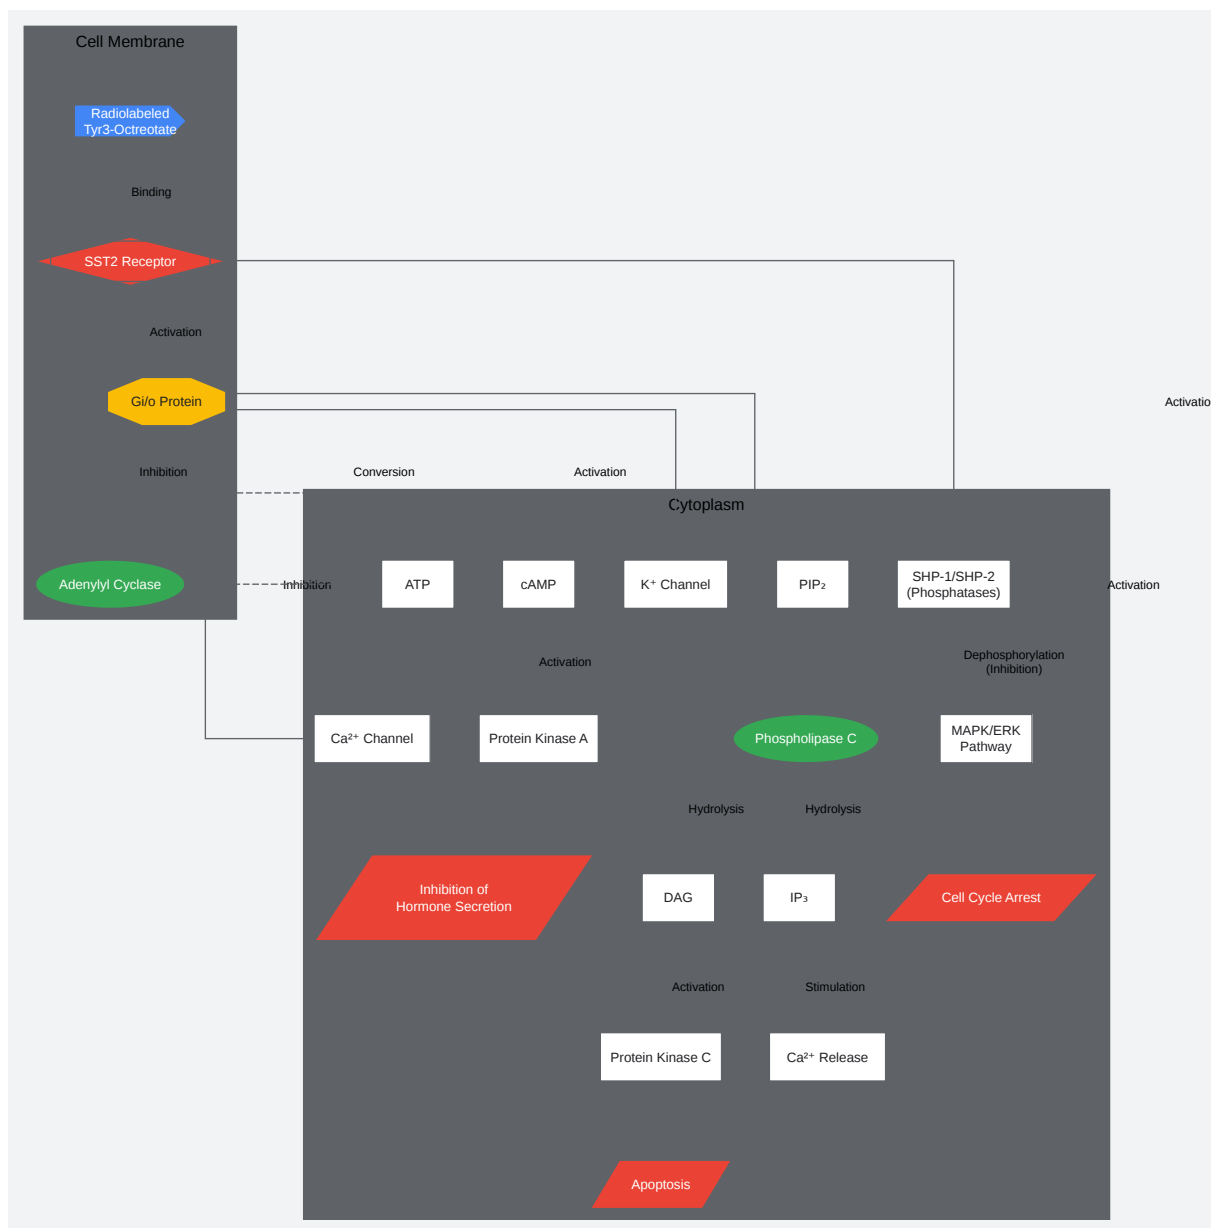 Cell Membrane
Radiolabeled
Tyr3-Octreotate
Binding
SST2 Receptor
Activation
Gi/o Protein
Activatio
Inhibition
Conversion
Activation
Cytoplasm
Adenylyl Cyclase
Inhibition
ATP
cAMP
K⁺ Channel
PIP₂
SHP-1/SHP-2
(Phosphatases)
Activation
Activation
Dephosphorylation
(Inhibition)
Ca²⁺ Channel
Protein Kinase A
Phospholipase C
MAPK/ERK
Pathway
Hydrolysis
Hydrolysis
Inhibition of
Hormone Secretion
DAG
IP₃
Cell Cycle Arrest
Activation
Stimulation
Protein Kinase C
Ca²⁺ Release
Apoptosis